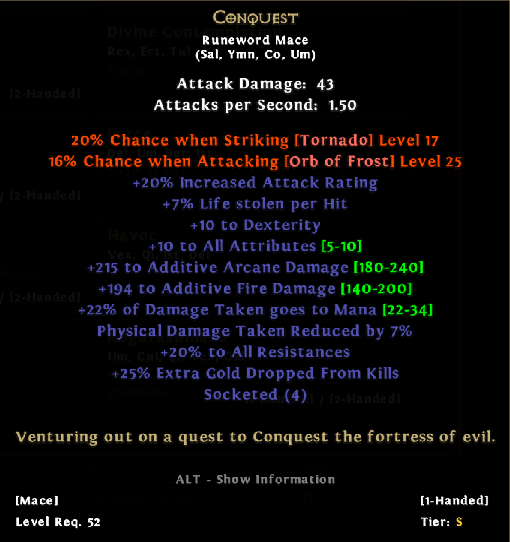 Conquest
Runeword Mace
(Sal, Ymn, Co, Um)
Attack Damage: 43
Attacks per Second: 1.50
20% Chance when Striking [Tornado] Level 17
16% Chance when Attacking [Orb of Frost] Level 25
+20% Increased Attack Rating
+7% Life stolen per Hit
+10 to Dexterity
+10 to All Attributes [5-10]
+215 to Additive Arcane Damage [180-240]
+194 to Additive Fire Damage [140-200]
+22% of Damage Taken goes to Mana [22-34]
Physical Damage Taken Reduced by 7%
+20% to All Resistances
+25% Extra Gold Dropped From Kills
Socketed (4)
Venturing out on a quest to Conquest the fortress of evil.
ALT - Show Information
[Mace] [1-Handed]
Level Req. 52 Tier: S